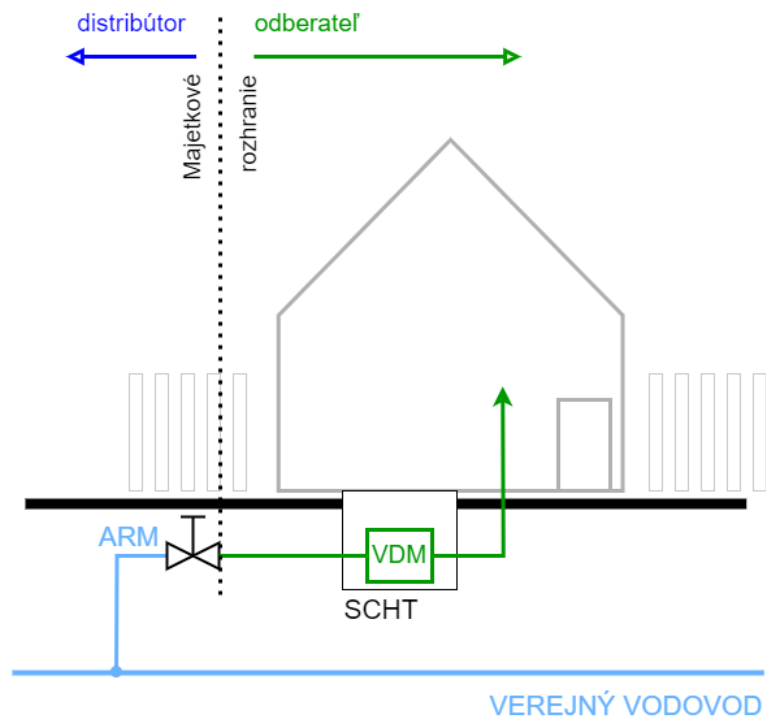 distribútor
odberateľ
Majetkové
rozhranie
ARM
VDM
SCHT
VEREJNÝ VODOVOD